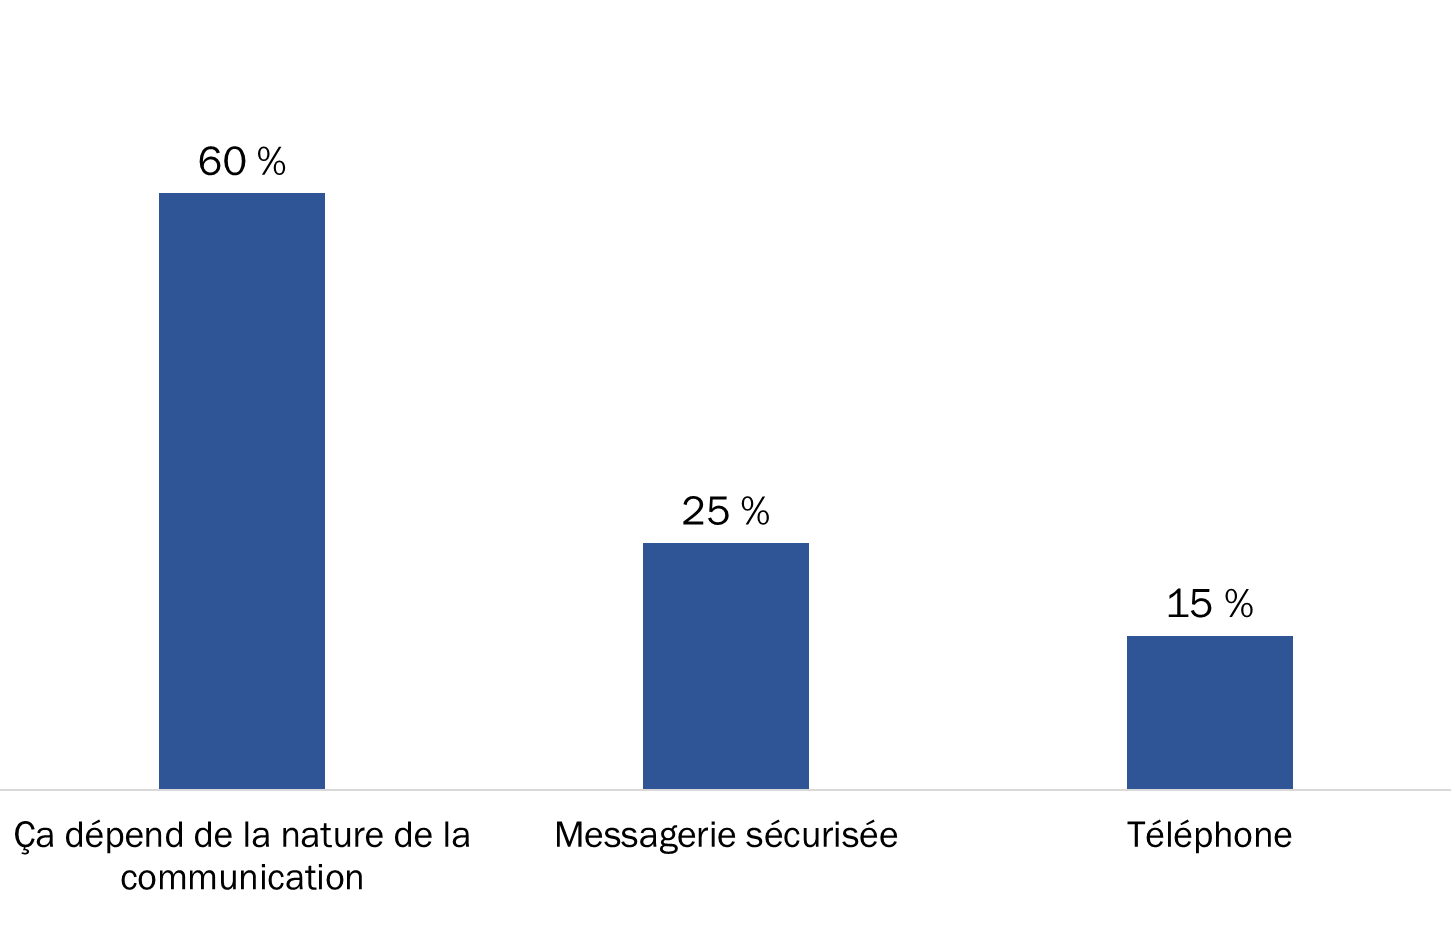 60 %
25 %
15 %
Ça dépend de la nature de la
communication
Messagerie sécurisée
Téléphone